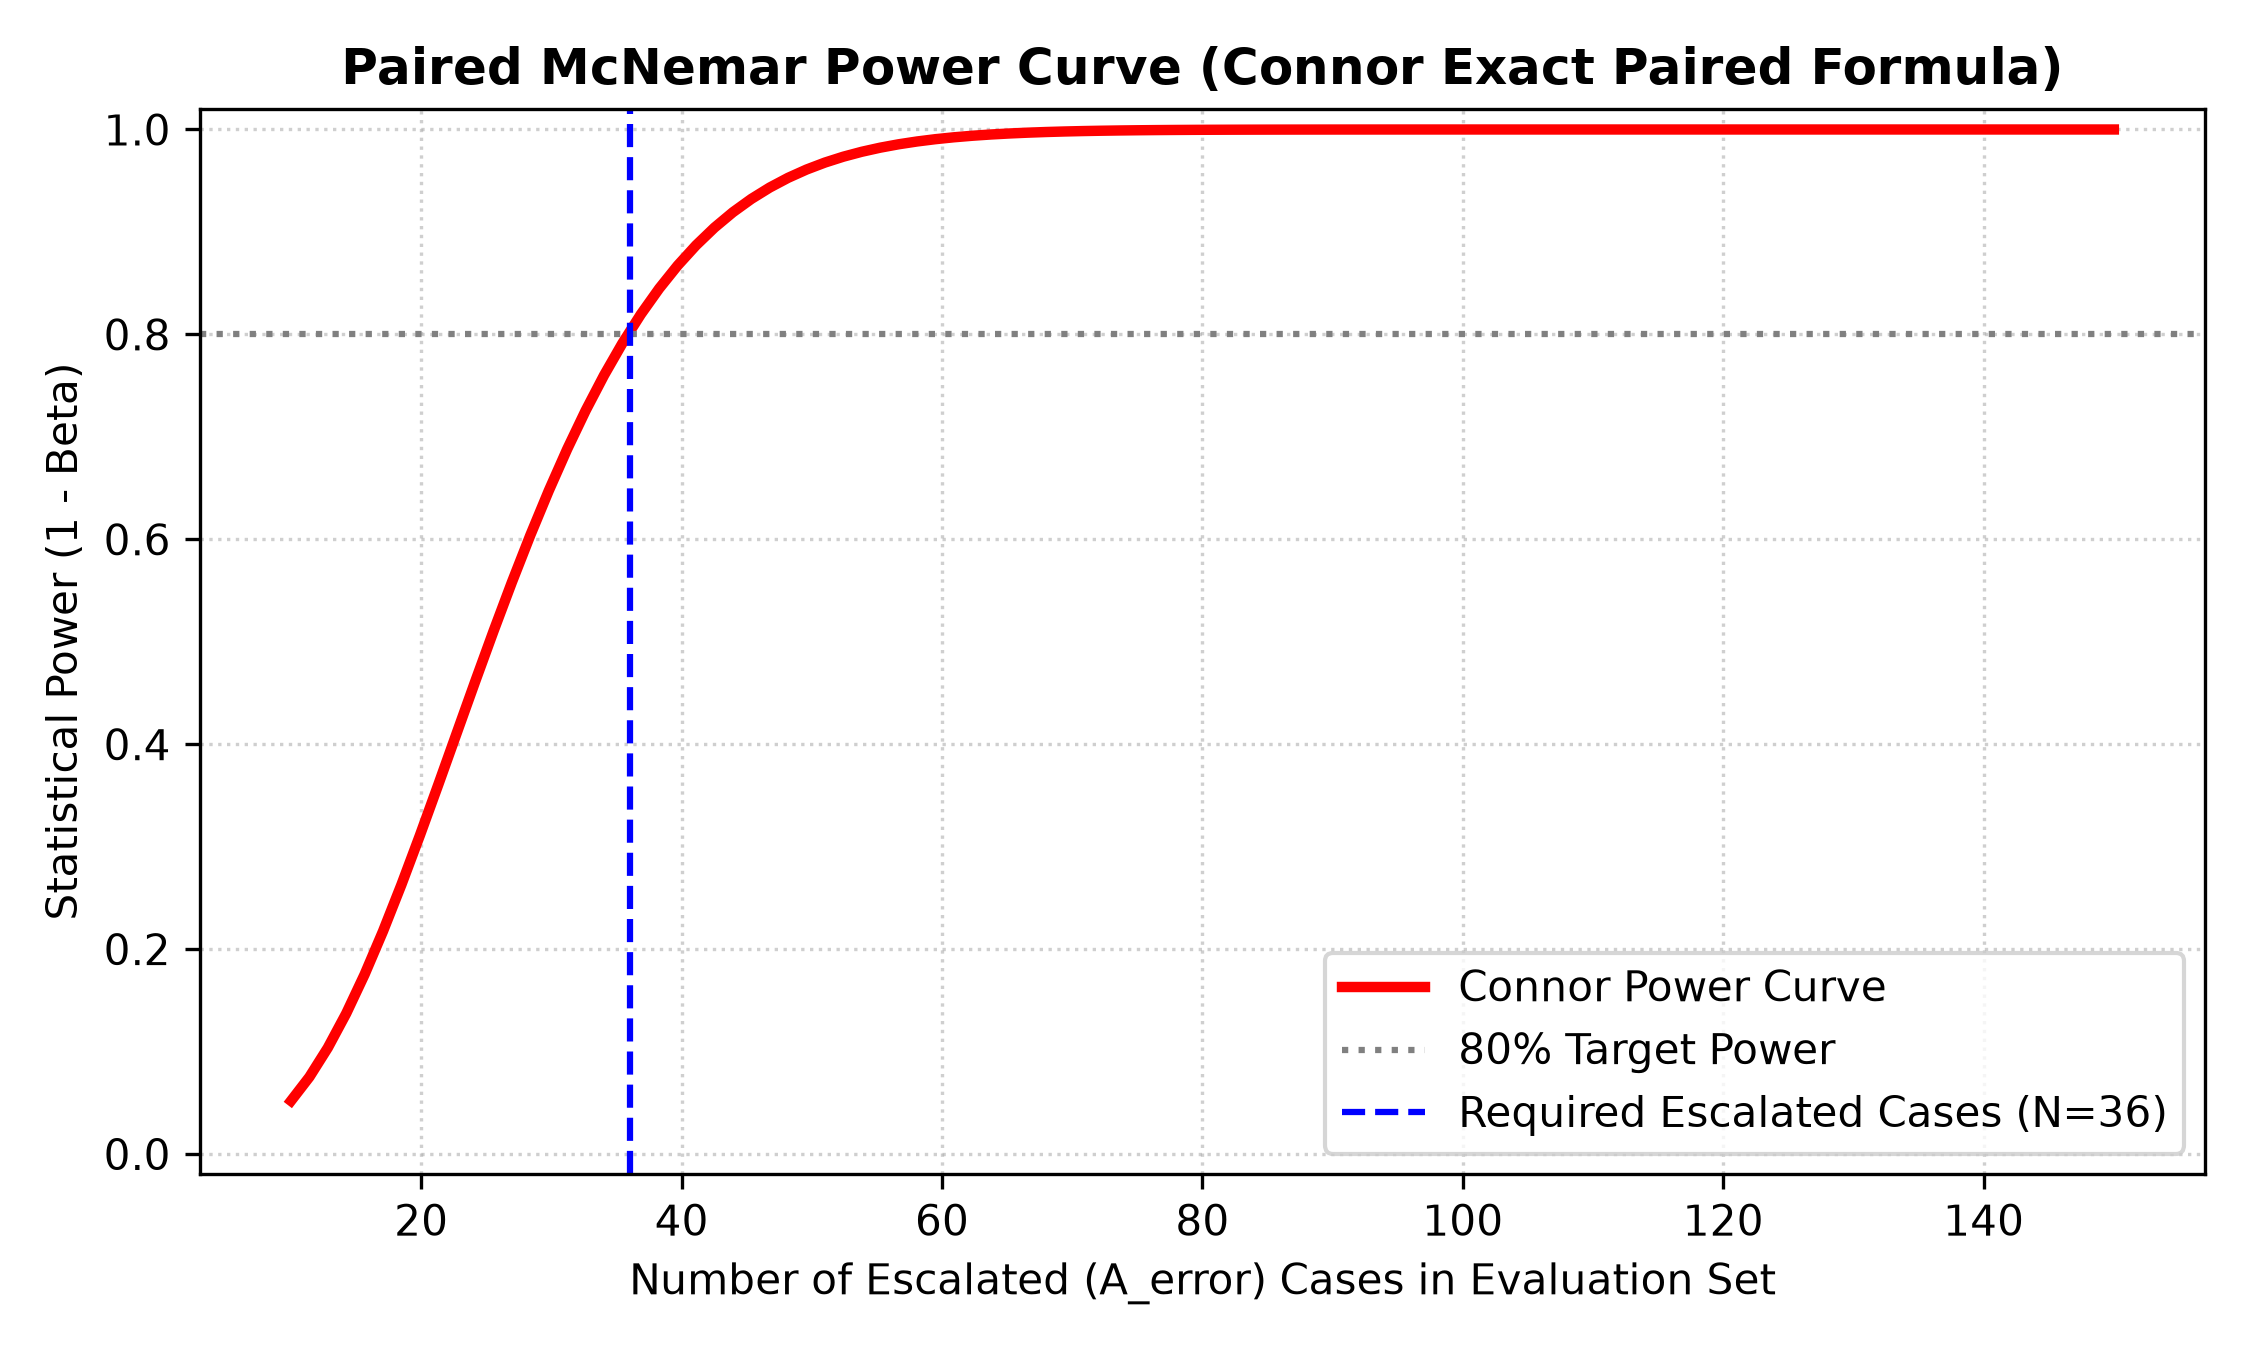 Paired McNemar Power Curve (Connor Exact Paired Formula)
Statistical Power (1 - Beta)
1.0
0.8
0.6
0.4
0.2
0.0
Connor Power Curve
80% Target Power
Required Escalated Cases (N=36)
20 40 60 80 100 120 140
Number of Escalated (A_error) Cases in Evaluation Set